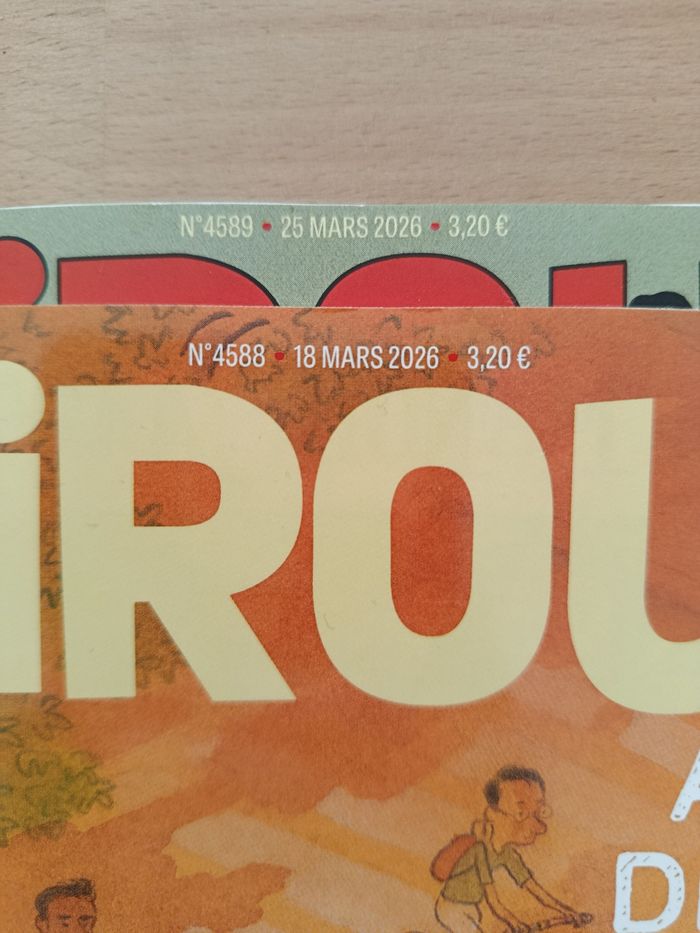 N°4589 • 25 MARS 2026 • 3,20 €
N°4588 • 18 MARS 2026 • 3,20 €
iROU